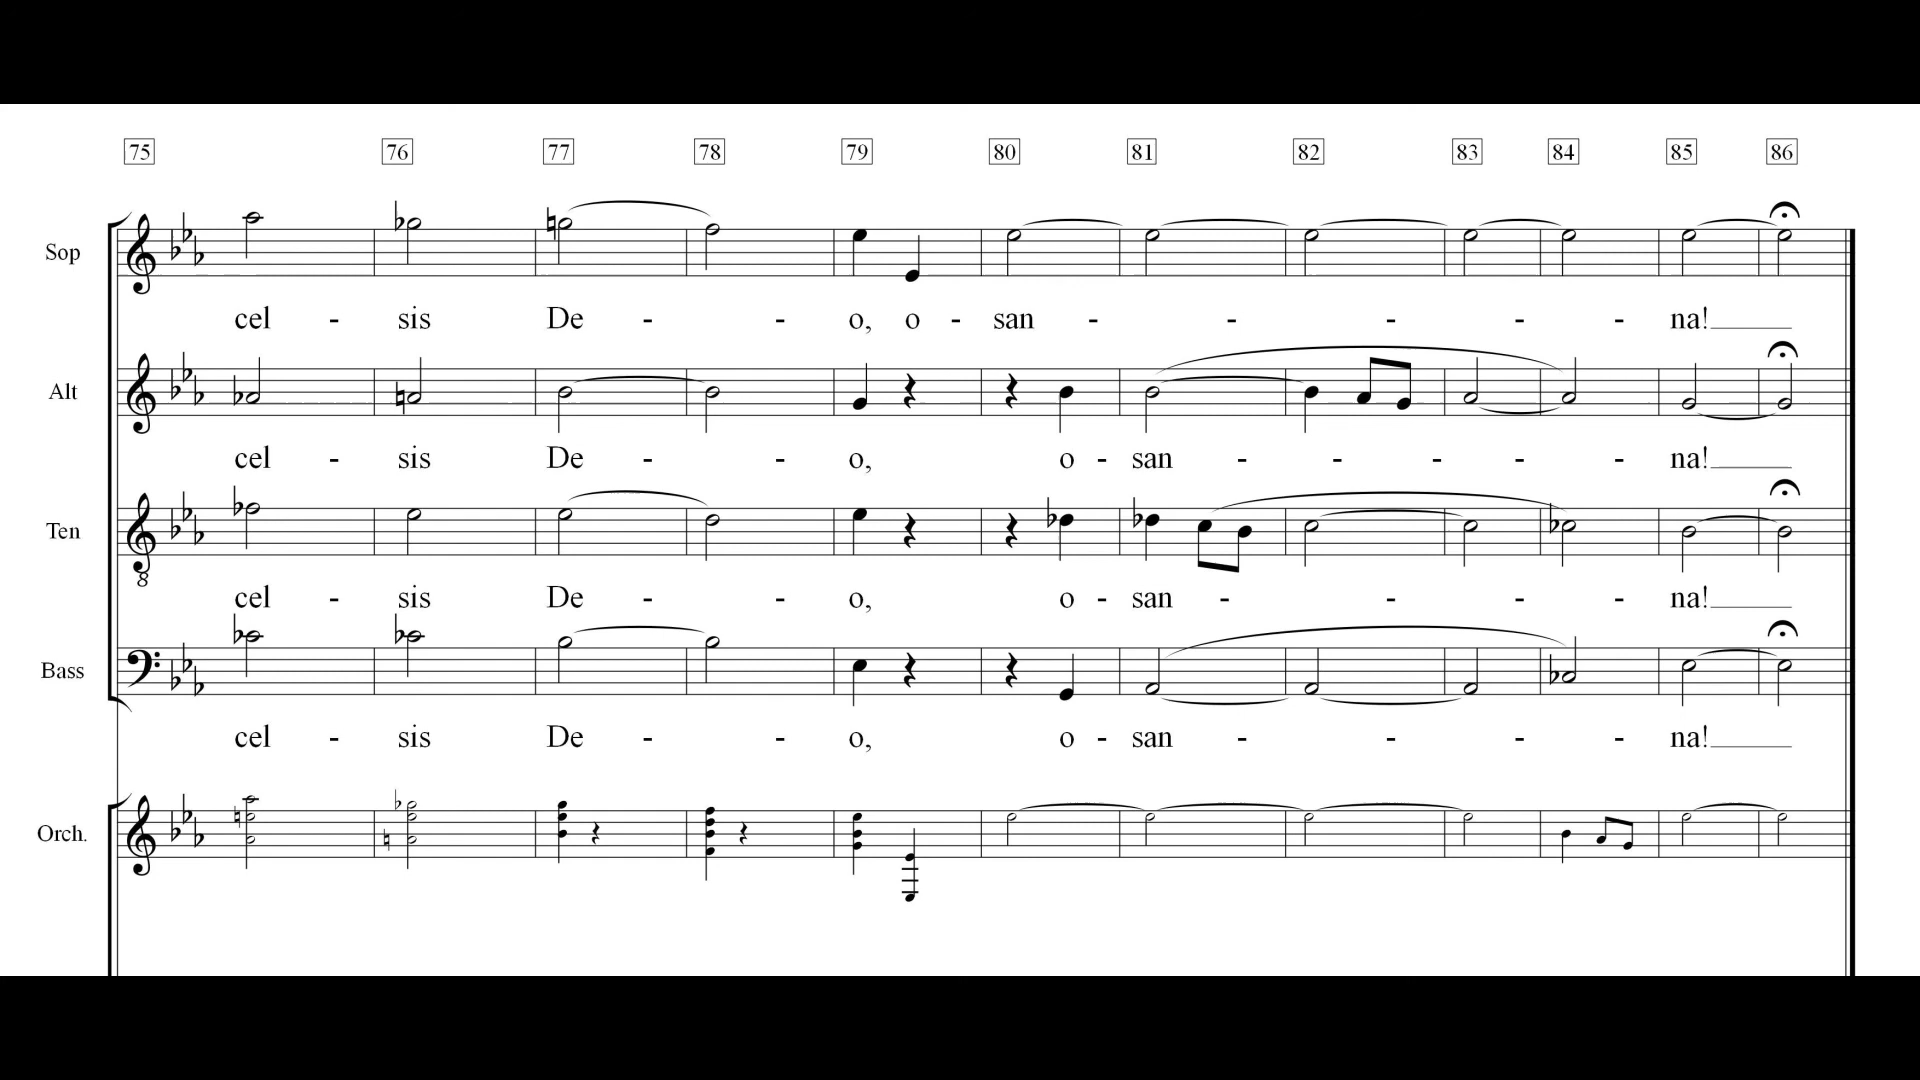 75 76 77 78 79 80 81 82 83 84 85 86
Sop
cel - sis De - - o, o - san - - - - - na!
Alt
cel - sis De - - o, o - san - - - - - na!
Ten
8
cel - sis De - - o, o - san - - - - na!
Bass
cel - sis De - - o, o - san - - - - na!
Orch.